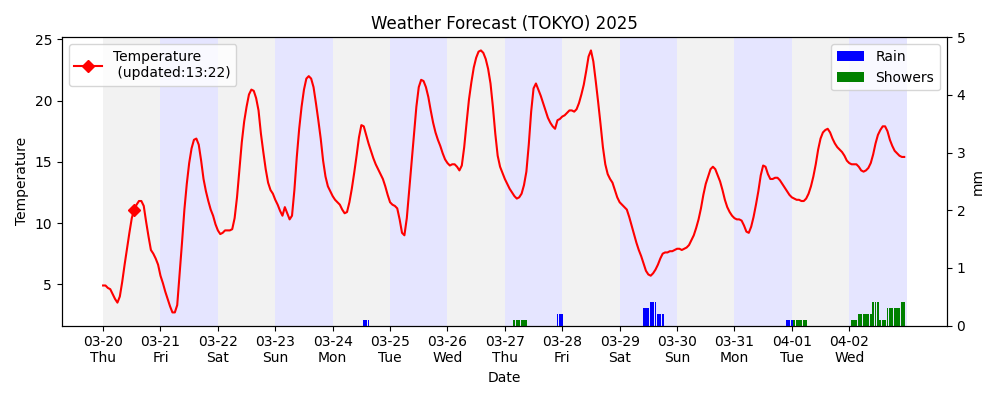 Weather Forecast (TOKYO) 2025
Temperature
(updated:13:22)
Rain
Showers
25
20
15
10
5
Temperature
5
4
3
2
1
0
mm
03-20 03-21 03-22 03-23 03-24 03-25 03-26 03-27 03-28 03-29 03-30 03-31 04-01 04-02
Thu Fri Sat Sun Mon Tue Wed Thu Fri Sat Sun Mon Tue Wed
Date